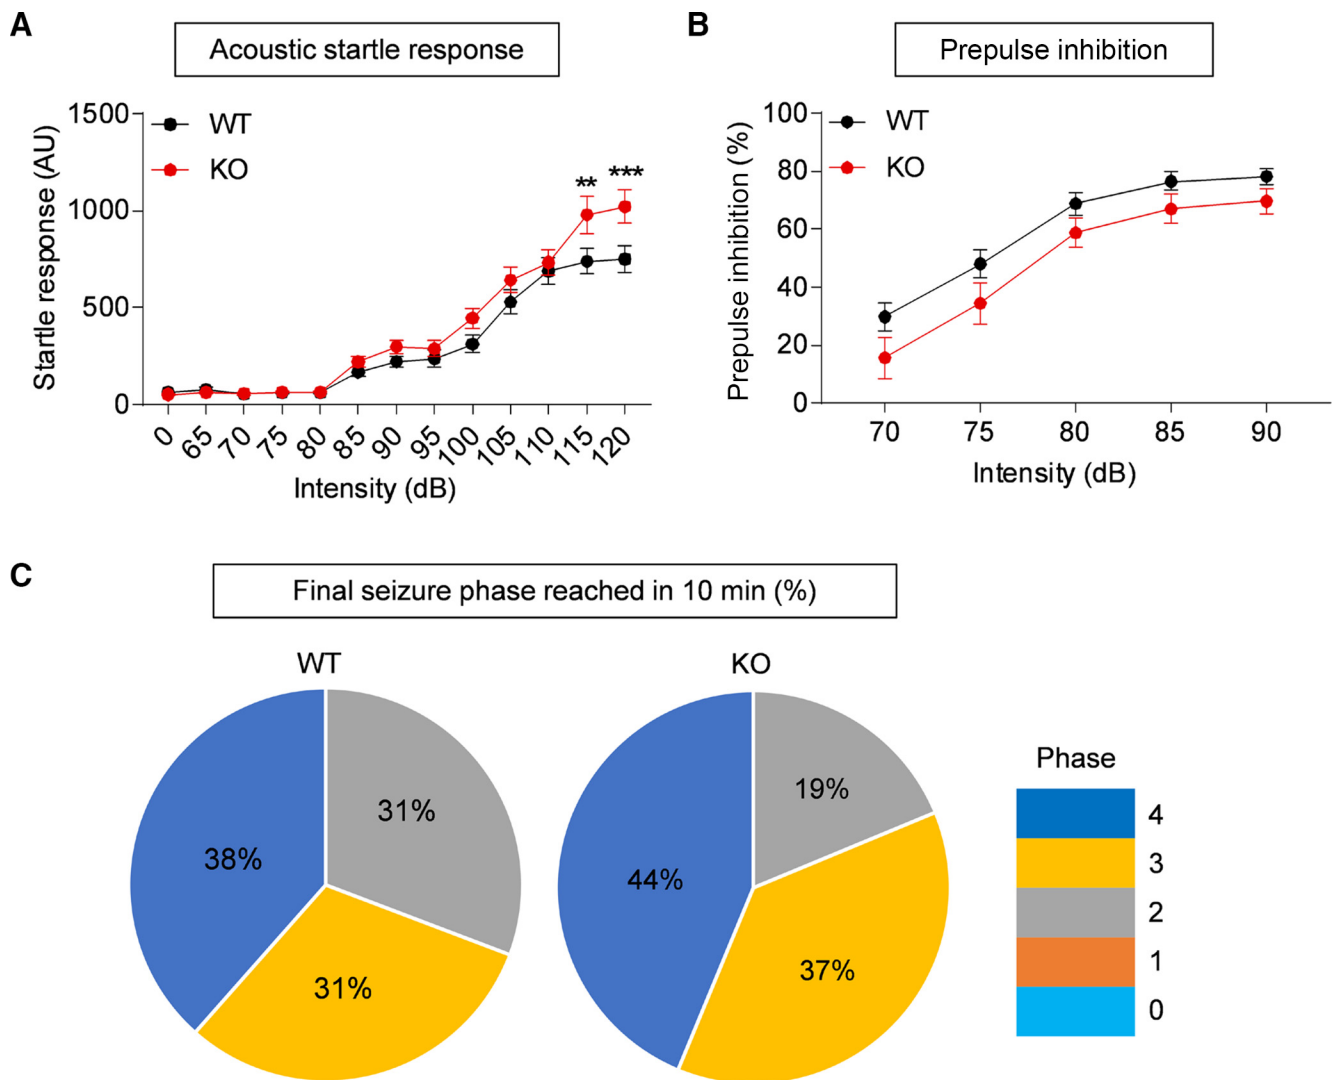 A
Acoustic startle response
Startle response (AU)
1500
1000
500
0
WT
KO
**
***
0 65 70 75 80 85 90 95 100 105 110 115 120
Intensity (dB)
B
Prepulse inhibition
Prepulse inhibition (%)
100
80
60
40
20
0
WT
KO
70 75 80 85 90
Intensity (dB)
C
Final seizure phase reached in 10 min (%)
WT
38%
31%
31%
KO
44%
19%
37%
Phase
4
3
2
1
0